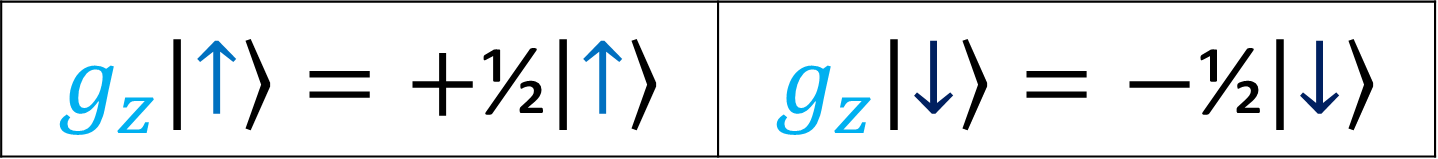 g_z|↑⟩ = +½|↑⟩ g_z|↓⟩ = −½|↓⟩